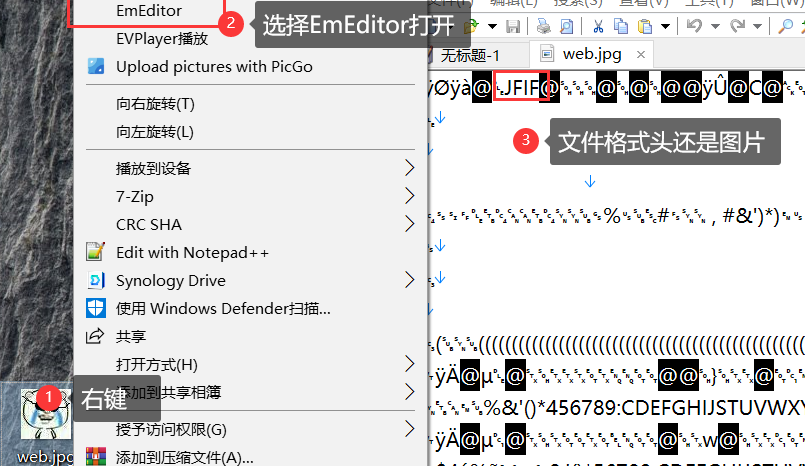 EmEditor
2
选择EmEditor打开
EVPlayer播放
Upload pictures with PicGo
向右旋转(T)
向左旋转(L)
播放到设备
7-Zip
CRC SHA
Edit with Notepad++
Synology Drive
使用 Windows Defender扫描...
共享
打开方式(H)
添加到共享相簿
授予访问权限(G)
添加到压缩文件(A)...
1
右键
web.jpg
无标题-1
web.jpg ×
ÿØÿà@ JFIF@ @ @ @@ ÿÛ@C@
3
文件格式头还是图片
% # , #&')*)
(((((((((((((((((((((((((((((((((((((((
ÿÄ@µ @ @@ } @
%&'()*456789:CDEFGHIJSTUVWXY
ÿÄ@µ @ @ w@